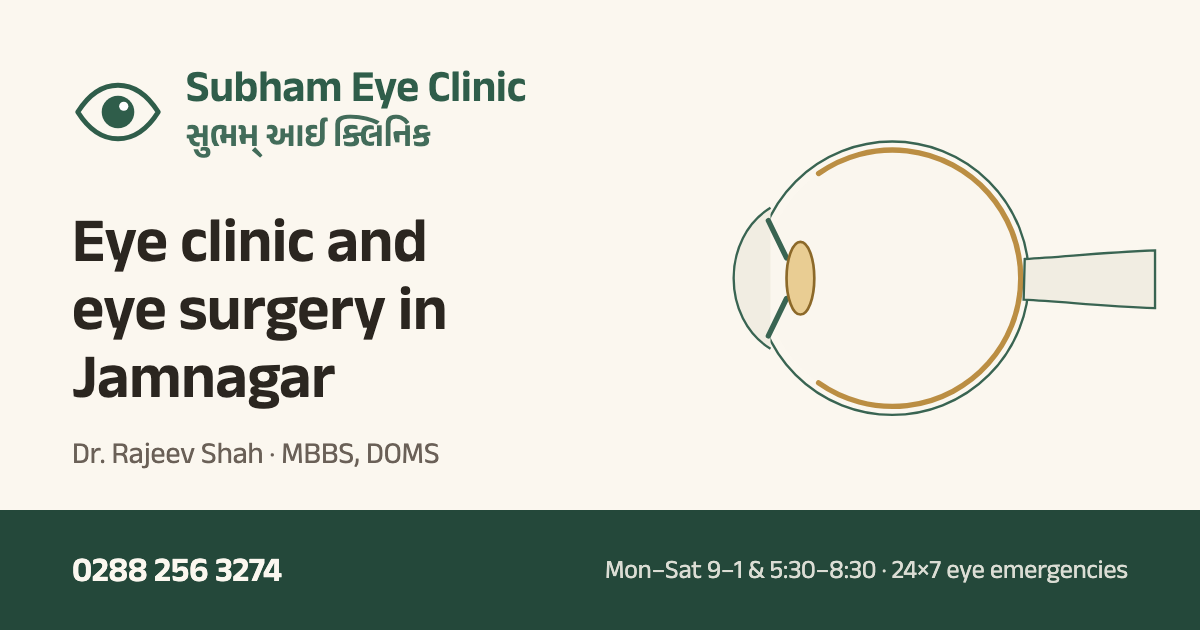 Subham Eye Clinic
સુભમ્ આઈ ક્લિનિક
Eye clinic and
eye surgery in
Jamnagar
Dr. Rajeev Shah · MBBS, DOMS
0288 256 3274
Mon–Sat 9–1 & 5:30–8:30 · 24×7 eye emergencies